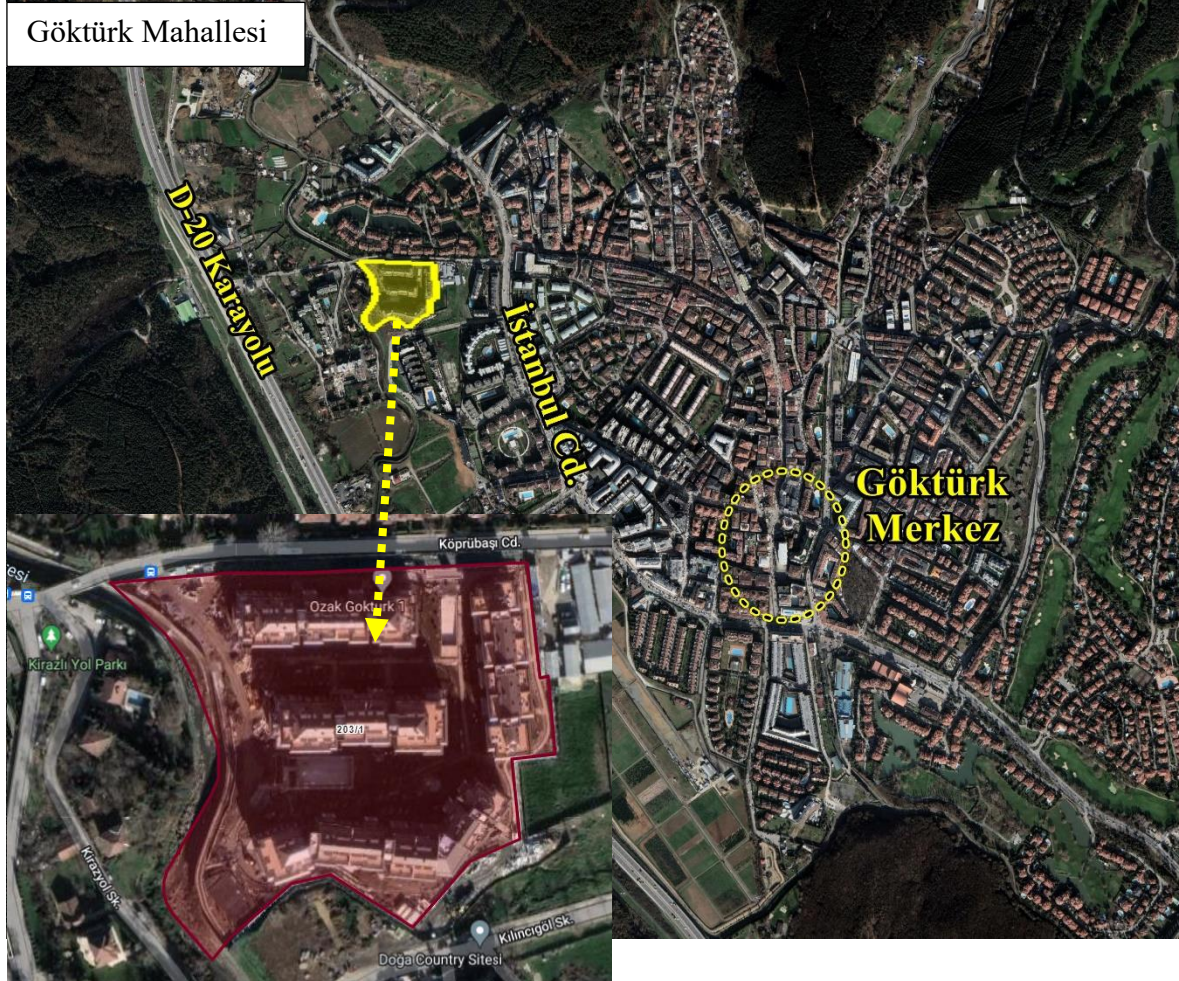 Göktürk Mahallesi
D-20 Karayolu
İstanbul Cd.
Göktürk
Merkez
Köprübaşı Cd.
Ozak Gokturk 1
Kirazlı Yol Parkı
203/1
Kirazyol Sk.
Kılıncıgöl Sk.
Doğa Country Sitesi